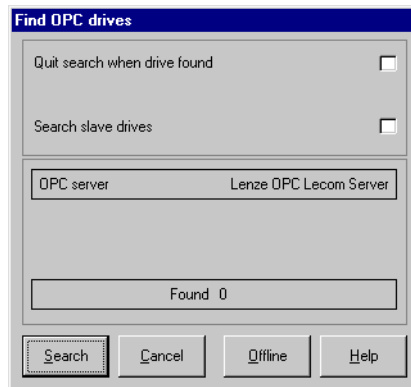 Find OPC drives
Quit search when drive found
Search slave drives
OPC server Lenze OPC Lecom Server
Found 0
Search Cancel Offline Help